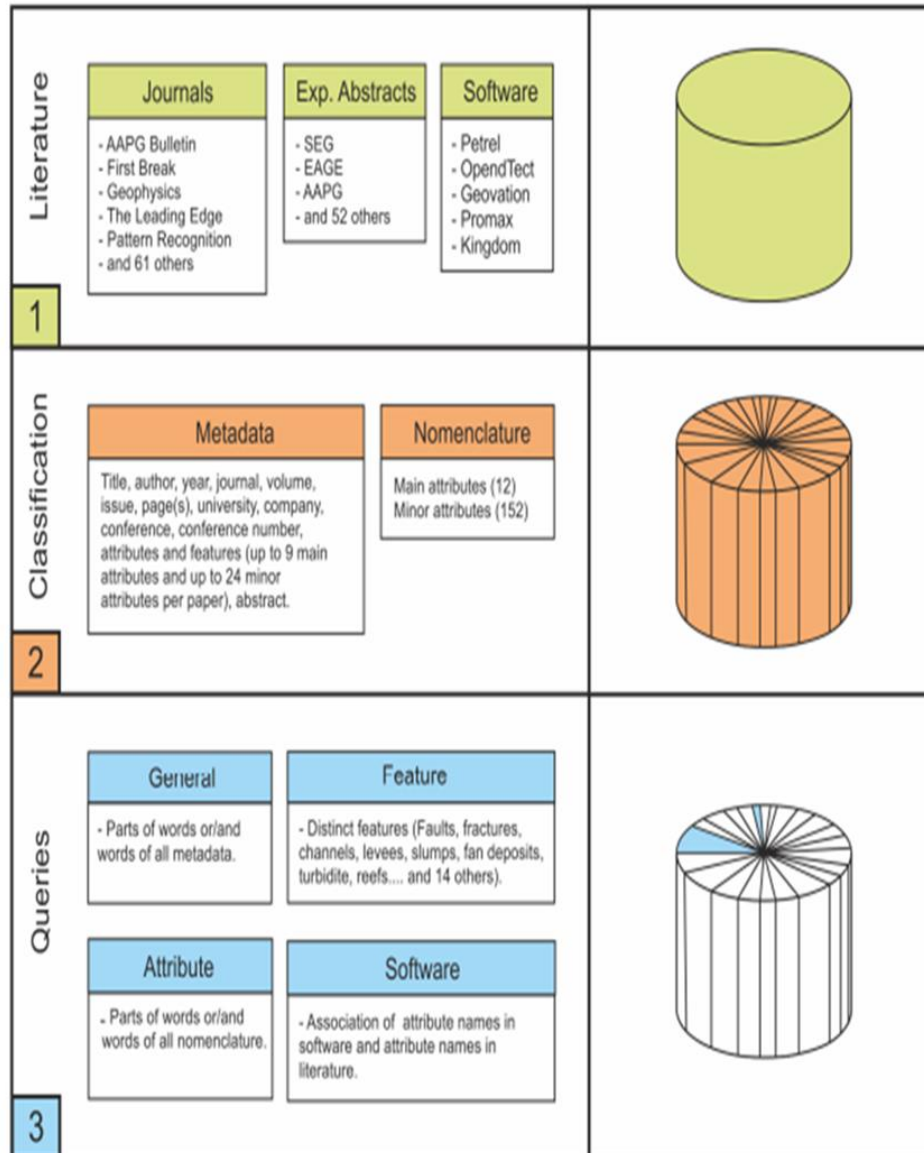 Literature
1
Journals
- AAPG Bulletin
- First Break
- Geophysics
- The Leading Edge
- Pattern Recognition
- and 61 others
Exp. Abstracts
- SEG
- EAGE
- AAPG
- and 52 others
Software
- Petrel
- OpendTect
- Geovation
- Promax
- Kingdom
Classification
2
Metadata
Title, author, year, journal, volume,
issue, page(s), university, company,
conference, conference number,
attributes and features (up to 9 main
attributes and up to 24 minor
attributes per paper), abstract.
Nomenclature
Main attributes (12)
Minor attributes (152)
Queries
3
General
- Parts of words or/and
words of all metadata.
Feature
- Distinct features (Faults, fractures,
channels, levees, slumps, fan deposits,
turbidite, reefs.... and 14 others).
Attribute
- Parts of words or/and
words of all nomenclature.
Software
- Association of attribute names in
software and attribute names in
literature.